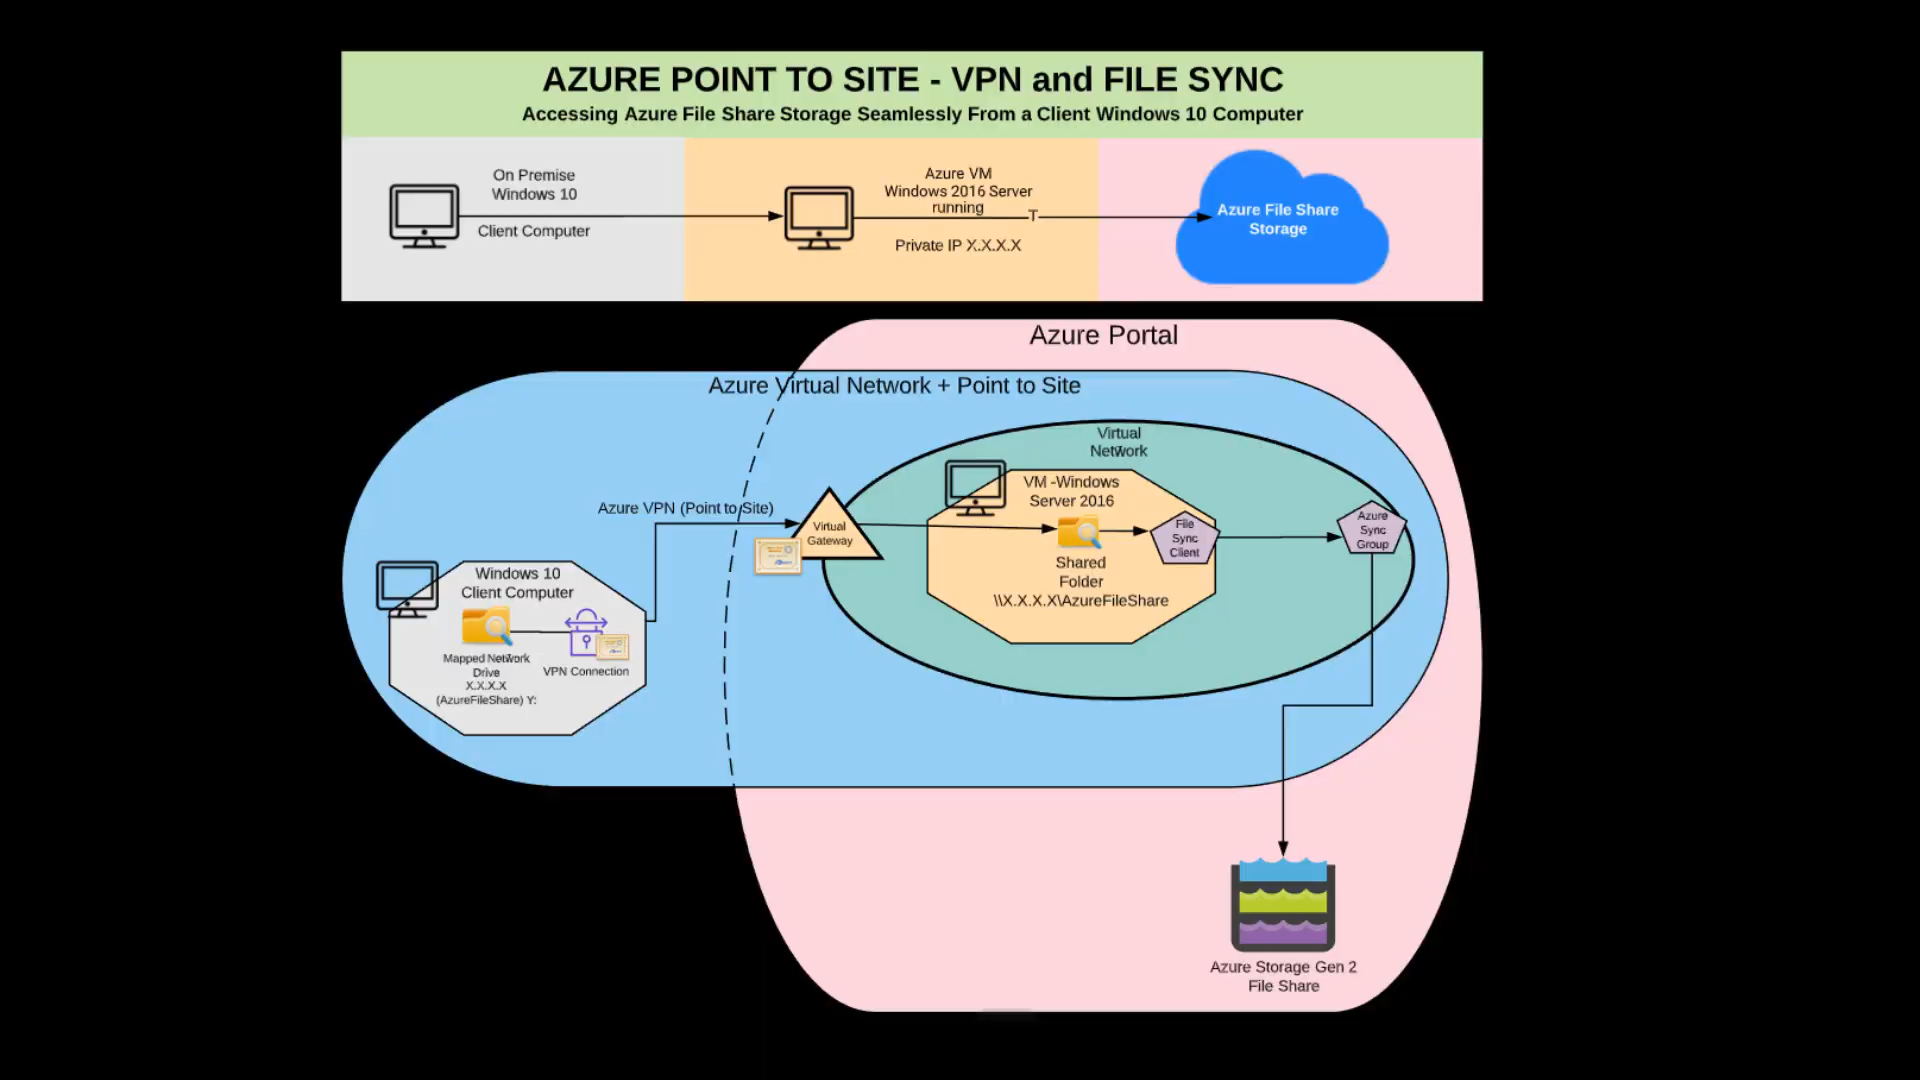 AZURE POINT TO SITE - VPN and FILE SYNC
Accessing Azure File Share Storage Seamlessly From a Client Windows 10 Computer
On Premise
Windows 10
Client Computer
Azure VM
Windows 2016 Server
running
T
Private IP X.X.X.X
Azure File Share
Storage
Azure Portal
Azure Virtual Network + Point to Site
Virtual
Network
VM -Windows
Server 2016
Azure VPN (Point to Site)
Virtual
Gateway
File
Sync
Client
Azure
Sync
Group
Shared
Folder
\\X.X.X.X\AzureFileShare
Windows 10
Client Computer
Mapped Network
Drive
X.X.X.X
(AzureFileShare) Y:
VPN Connection
Azure Storage Gen 2
File Share